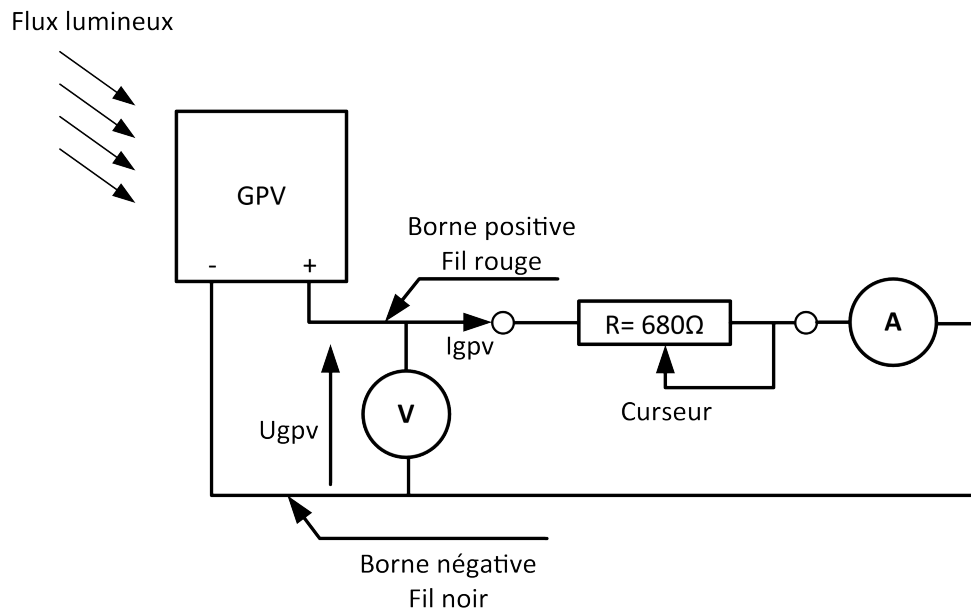 Flux lumineux
GPV
- +
Borne positive
Fil rouge
Igpv
R= 680Ω
A
V
Ugpv
Curseur
Borne négative
Fil noir